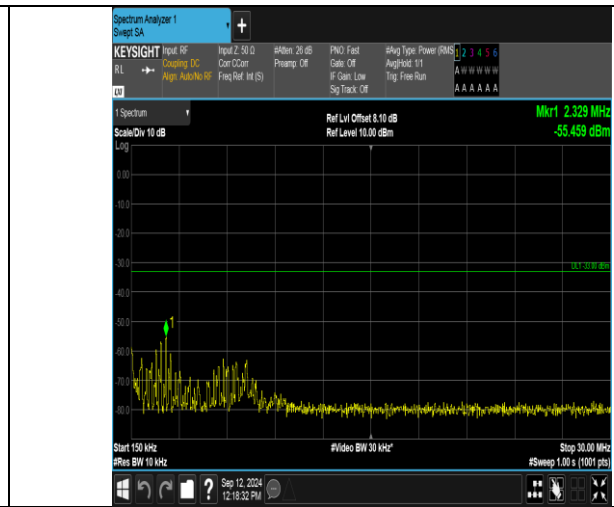 Spectrum Analyzer 1
Swept SA
+
KEYSIGHT
RL
LXI
Input: RF
Coupling: DC
Align: Auto/No RF
Input Z: 50 Ω
Corr CCorr
Freq Ref: Int (S)
#Atten: 26 dB
Preamp: Off
PNO: Fast
Gate: Off
IF Gain: Low
Sig Track: Off
#Avg Type: Power (RMS
Avg|Hold: 1/1
Trig: Free Run
1 2 3 4 5 6
A W W W W W
A A A A A A
1 Spectrum
Scale/Div 10 dB
Log
Ref Lvl Offset 8.10 dB
Ref Level 10.00 dBm
Mkr1 2.329 MHz
-55.459 dBm
0.00
-10.0
-20.0
-30.0
DL1 -33.00 dBm
-40.0
-50.0
1
-60.0
-70.0
-80.0
Start 150 kHz
#Res BW 10 kHz
#Video BW 30 kHz*
Stop 30.00 MHz
#Sweep 1.00 s (1001 pts)
?
Sep 12, 2024
12:18:32 PM